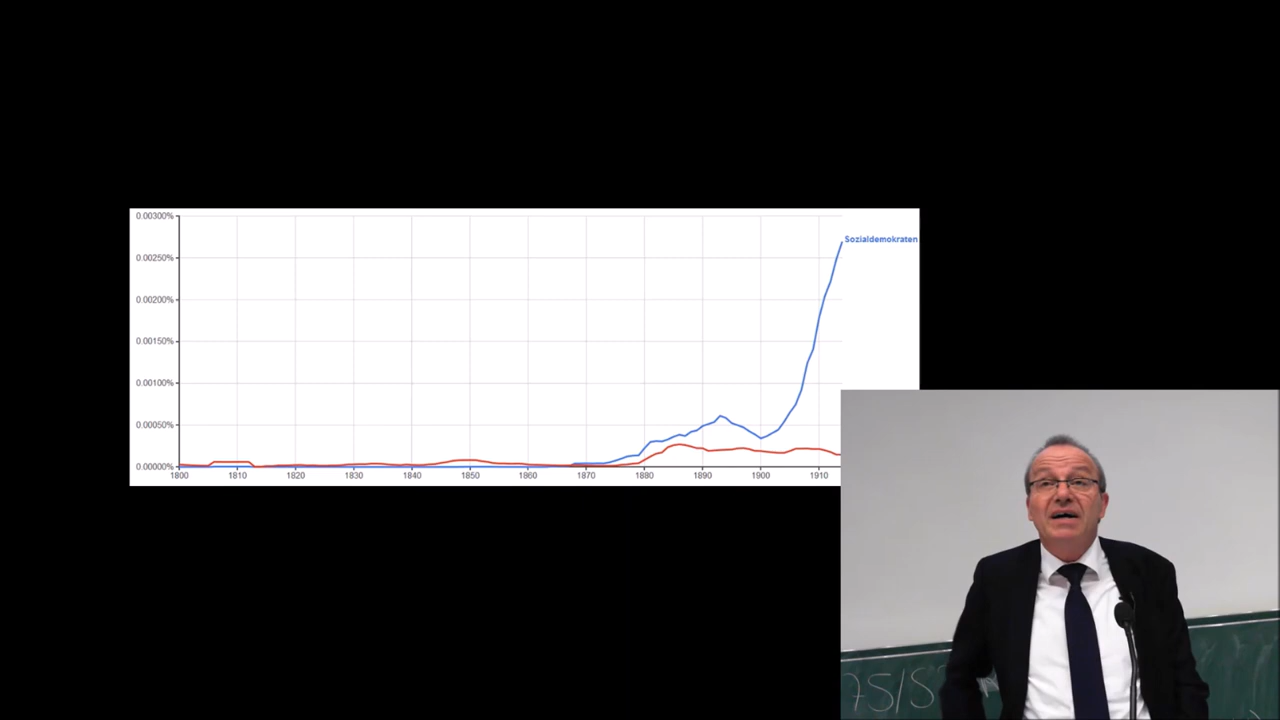 0.00300%
Sozialdemokraten
0.00250%
0.00200%
0.00150%
0.00100%
0.00050%
0.00000%
1800 1810 1820 1830 1840 1850 1860 1870 1880 1890 1900 1910
75/S